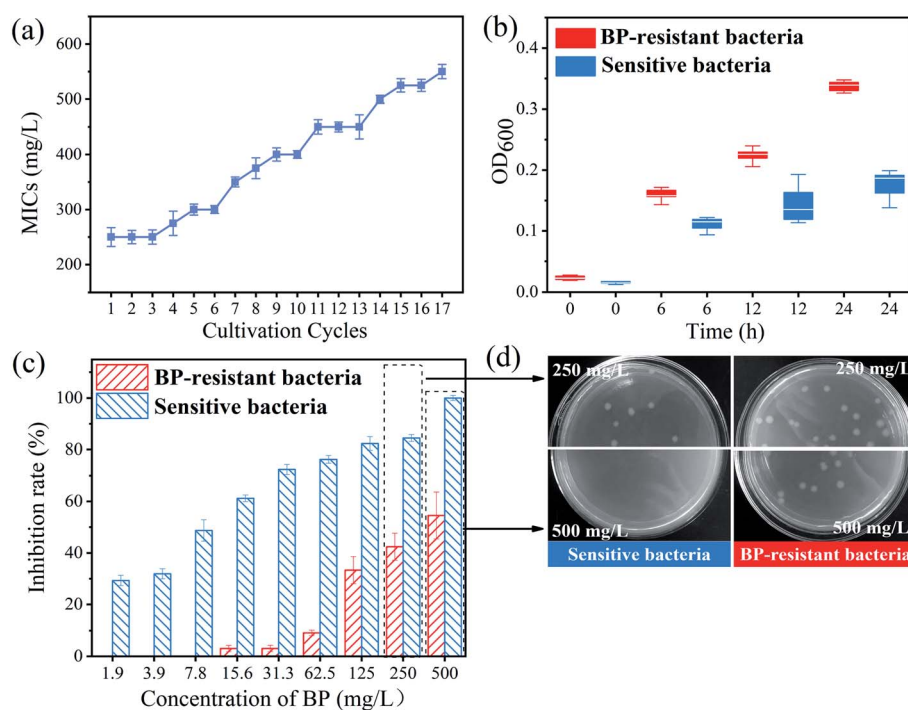 (a)
600
500
400
300
200
MICs (mg/L)
1 2 3 4 5 6 7 8 9 10 11 12 13 14 15 16 17
Cultivation Cycles
(b)
BP-resistant bacteria
Sensitive bacteria
0.4
0.3
0.2
0.1
0.0
OD600
0 0 6 6 12 12 24 24
Time (h)
(c)
BP-resistant bacteria
Sensitive bacteria
100
80
60
40
20
0
Inhibition rate (%)
1.9 3.9 7.8 15.6 31.3 62.5 125 250 500
Concentration of BP (mg/L)
(d)
250 mg/L 250 mg/L
500 mg/L 500 mg/L
Sensitive bacteria BP-resistant bacteria